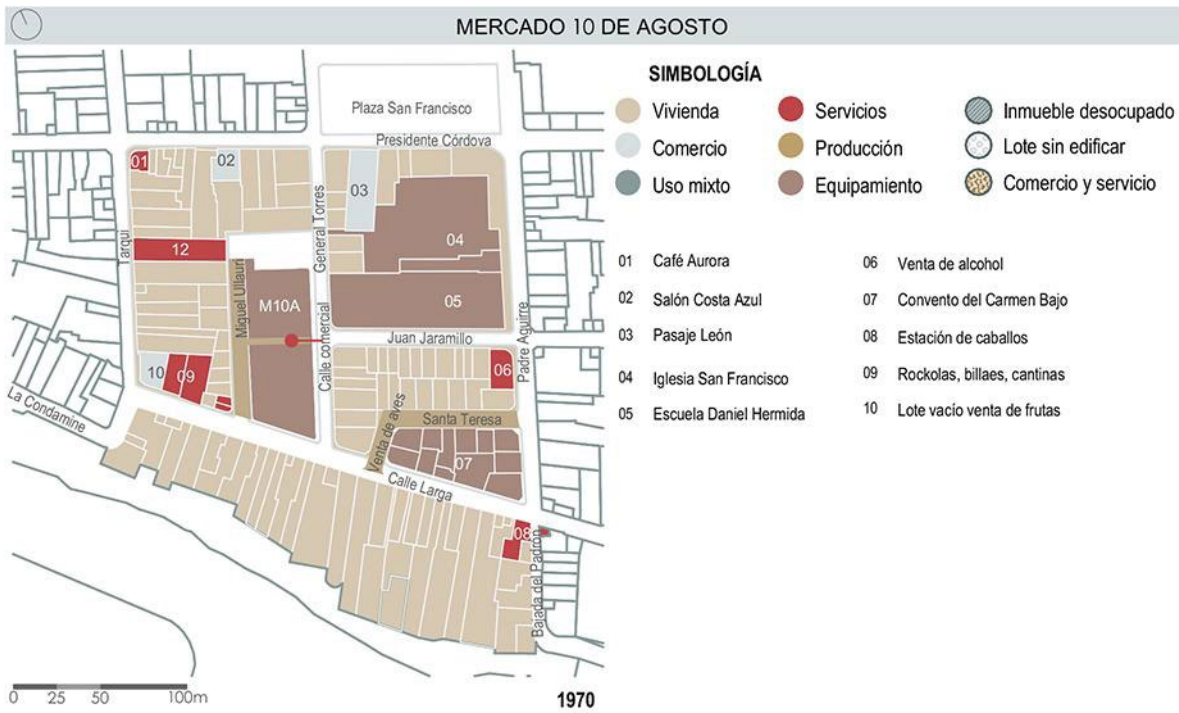 MERCADO 10 DE AGOSTO
SIMBOLOGÍA
Vivienda
Servicios
Inmueble desocupado
Comercio
Producción
Lote sin edificar
Uso mixto
Equipamiento
Comercio y servicio
01 Café Aurora
02 Salón Costa Azul
03 Pasaje León
04 Iglesia San Francisco
05 Escuela Daniel Hermida
06 Venta de alcohol
07 Convento del Carmen Bajo
08 Estación de caballos
09 Rockolas, billaes, cantinas
10 Lote vacío venta de frutas
Plaza San Francisco
Presidente Córdova
01
02
03
General Torres
04
Tarqui
12
Miguel Ullauri
M10A
05
Calle comercial
Juan Jaramillo
Padre Aguirre
10
09
06
La Condamine
Venta de aves
Santa Teresa
07
Calle Larga
08
Bajada del Padrón
0 25 50 100m
1970